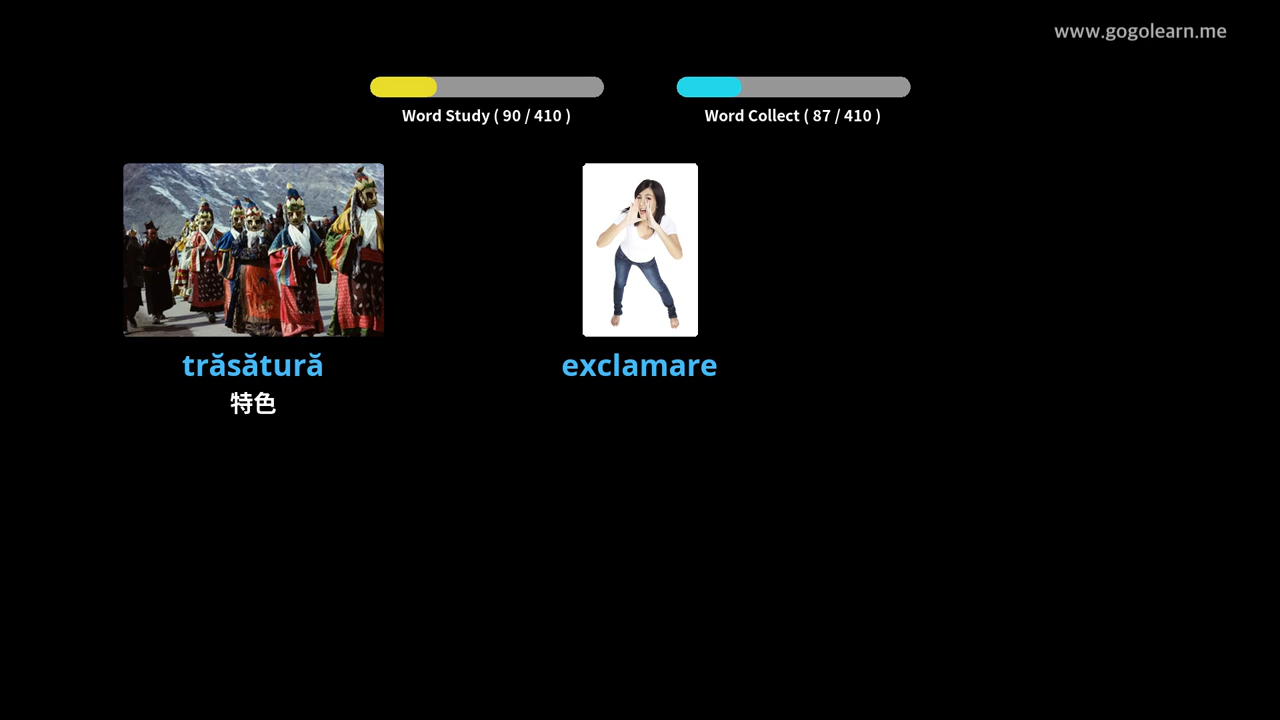 www.gogolearn.me
Word Study ( 90 / 410 )
Word Collect ( 87 / 410 )
trăsătură
特色
exclamare